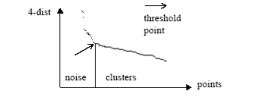 4-dist
threshold
point
noise
clusters
points